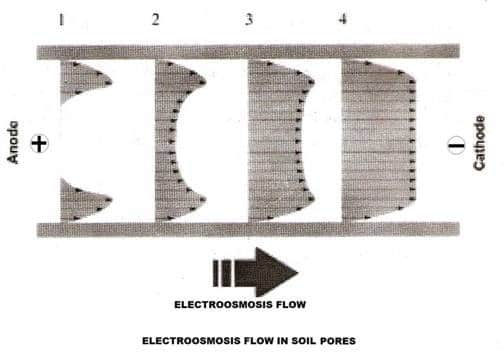 1 2 3 4
Anode
+
−
Cathode
ELECTROOSMOSIS FLOW
ELECTROOSMOSIS FLOW IN SOIL PORES